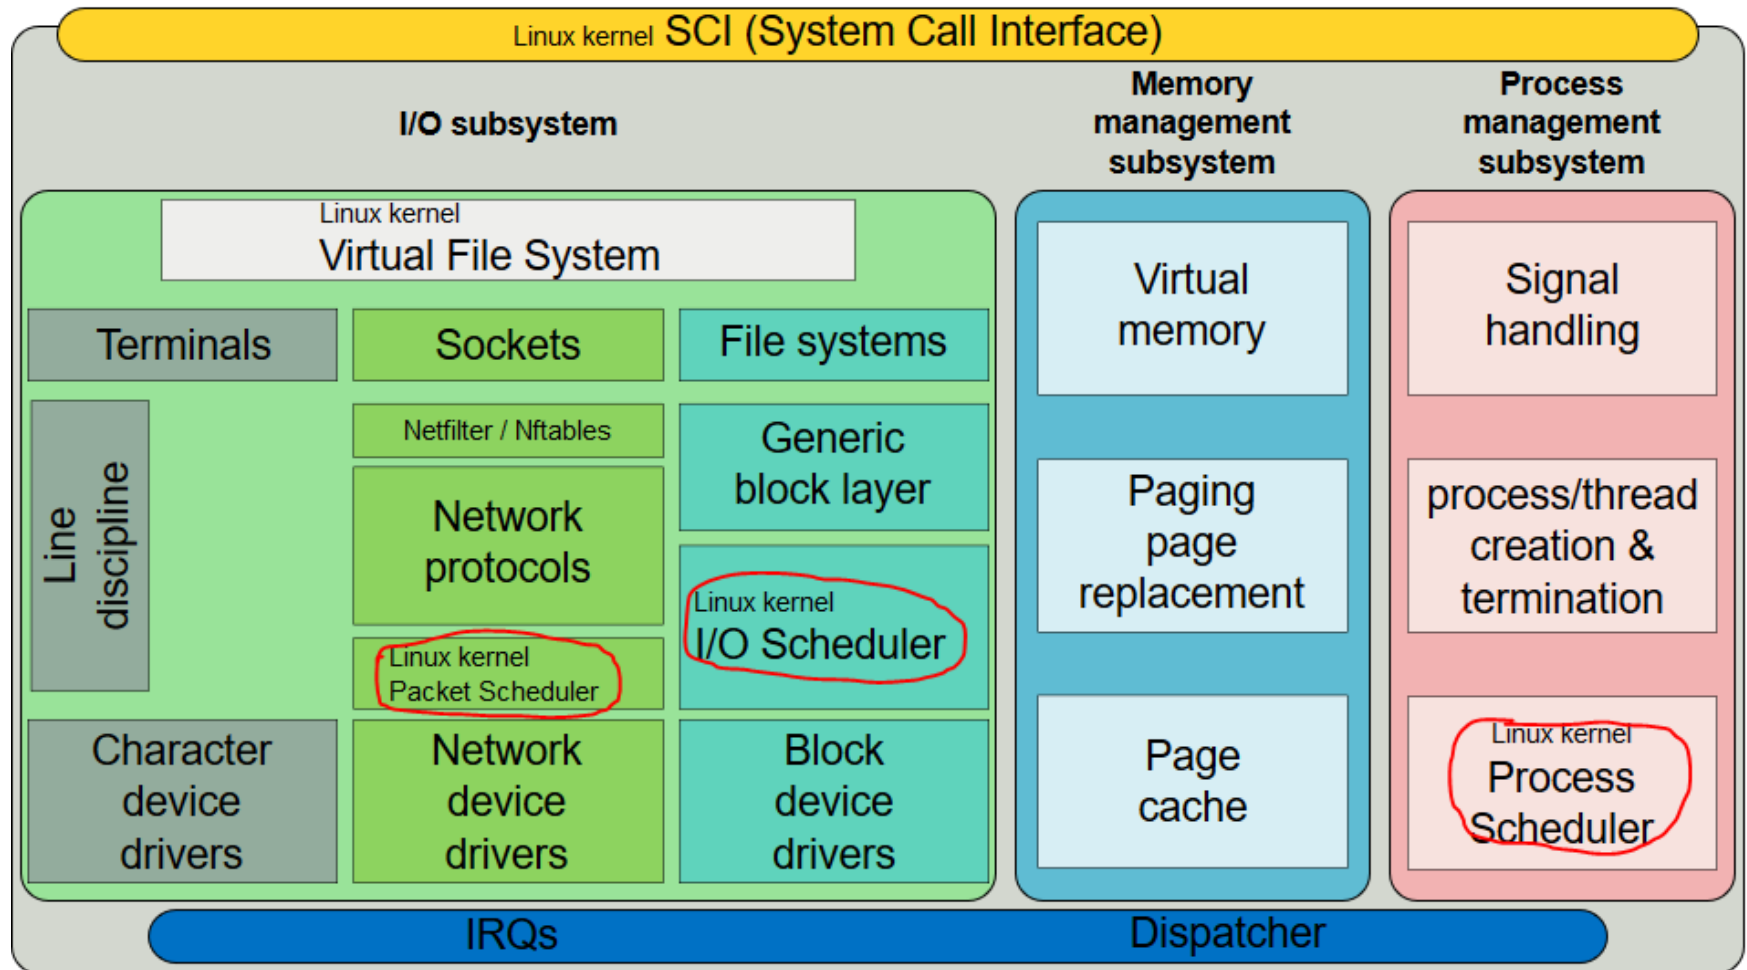 Linux kernel SCI (System Call Interface)
I/O subsystem
Memory
management
subsystem
Process
management
subsystem
Linux kernel
Virtual File System
Terminals
Sockets
File systems
Line
discipline
Netfilter / Nftables
Network
protocols
Linux kernel
Packet Scheduler
Generic
block layer
Linux kernel
I/O Scheduler
Character
device
drivers
Network
device
drivers
Block
device
drivers
Virtual
memory
Paging
page
replacement
Page
cache
Signal
handling
process/thread
creation &
termination
Linux kernel
Process
Scheduler
IRQs
Dispatcher